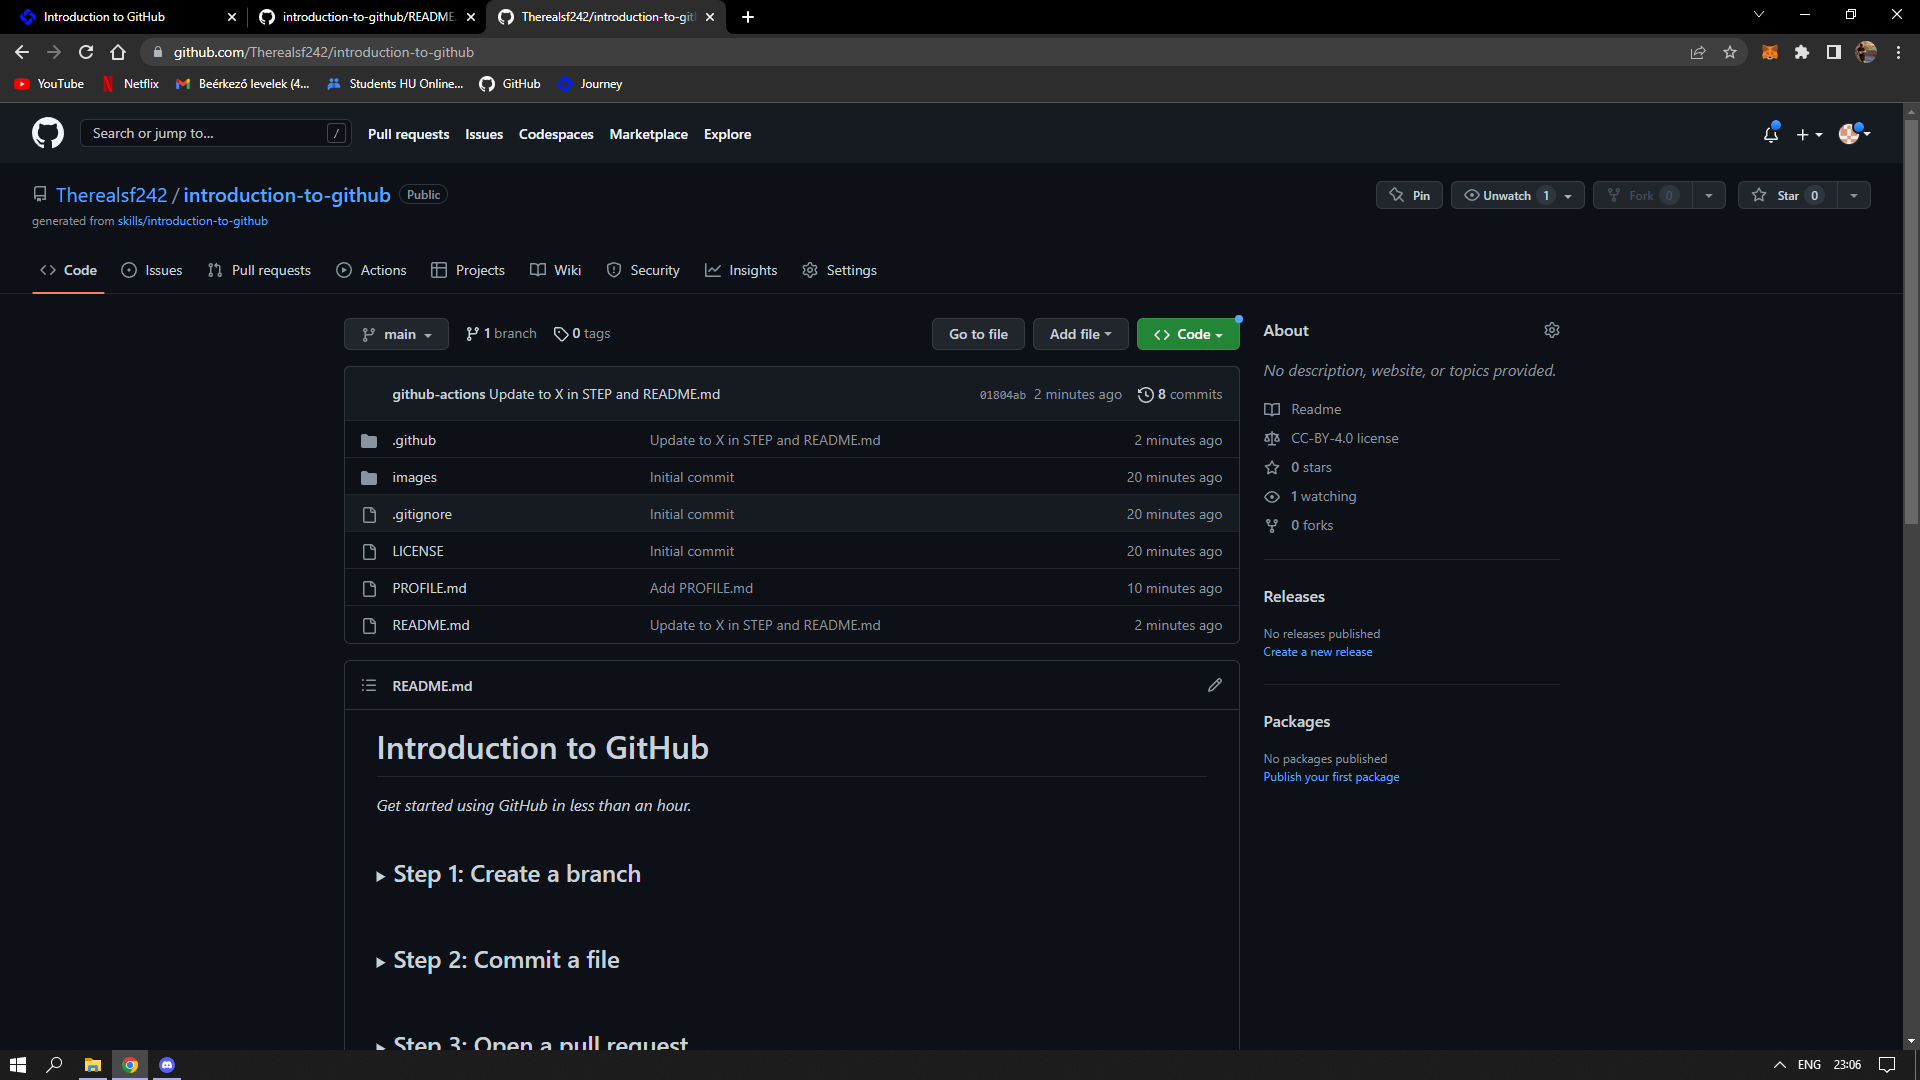 Introduction to GitHub
introduction-to-github/README.
Therealsf242/introduction-to-gith
github.com/Therealsf242/introduction-to-github
YouTube Netflix Beérkező levelek (4... Students HU Online... GitHub Journey
Search or jump to... / Pull requests Issues Codespaces Marketplace Explore
Therealsf242 / introduction-to-github Public Pin Unwatch 1 Fork 0 Star 0
generated from skills/introduction-to-github
Code Issues Pull requests Actions Projects Wiki Security Insights Settings
main 1 branch 0 tags Go to file Add file Code
github-actions Update to X in STEP and README.md 01804ab 2 minutes ago 8 commits
.github Update to X in STEP and README.md 2 minutes ago
images Initial commit 20 minutes ago
.gitignore Initial commit 20 minutes ago
LICENSE Initial commit 20 minutes ago
PROFILE.md Add PROFILE.md 10 minutes ago
README.md Update to X in STEP and README.md 2 minutes ago
README.md
Introduction to GitHub
Get started using GitHub in less than an hour.
Step 1: Create a branch
Step 2: Commit a file
Step 3: Open a pull request
About
No description, website, or topics provided.
Readme
CC-BY-4.0 license
0 stars
1 watching
0 forks
Releases
No releases published
Create a new release
Packages
No packages published
Publish your first package
ENG 23:06